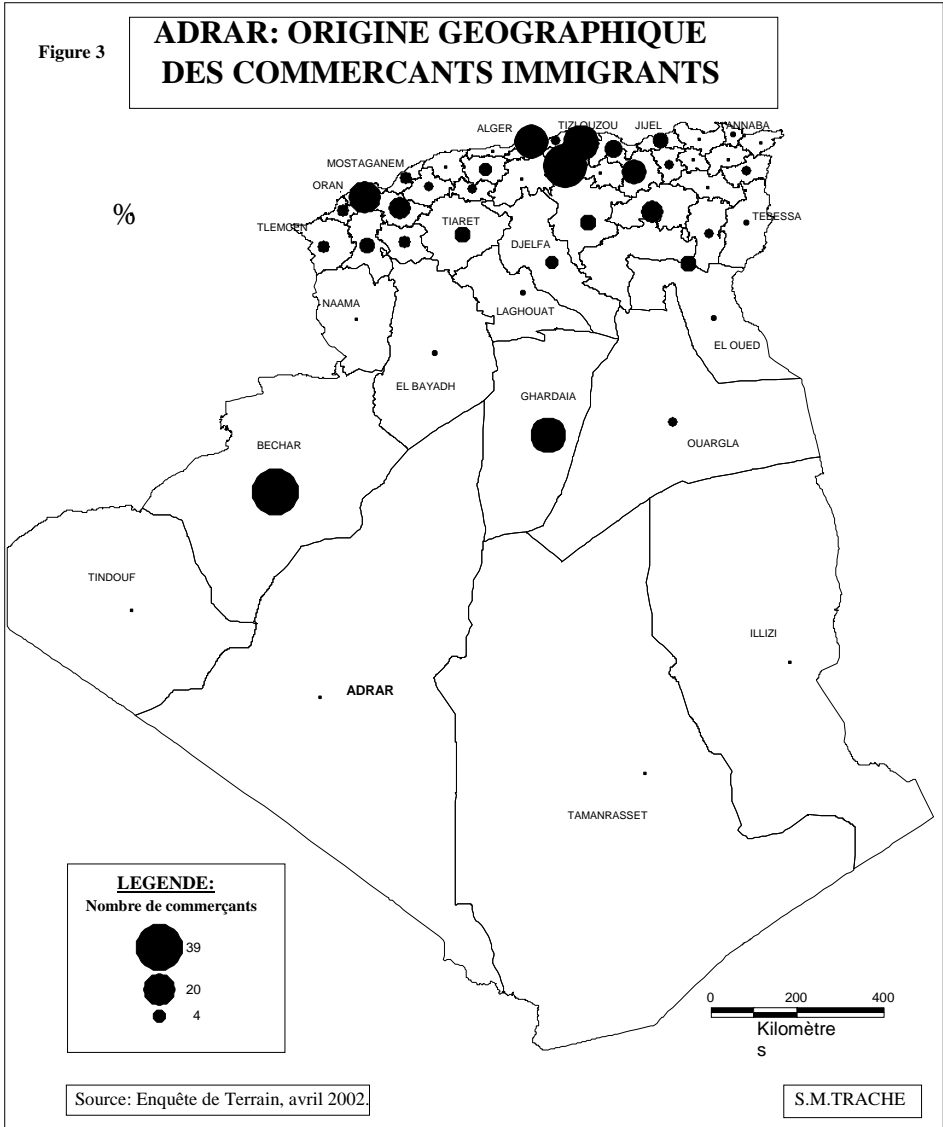 Figure 3
ADRAR: ORIGINE GEOGRAPHIQUE
DES COMMERCANTS IMMIGRANTS
%
ALGER
TIZI OUZOU
JIJEL
ANNABA
MOSTAGANEM
ORAN
TLEMCEN
TIARET
DJELFA
TEBESSA
NAAMA
LAGHOUAT
EL OUED
EL BAYADH
GHARDAIA
BECHAR
OUARGLA
TINDOUF
ILLIZI
ADRAR
TAMANRASSET
LEGENDE:
Nombre de commerçants
39
20
4
0 200 400
Kilomètre
s
Source: Enquête de Terrain, avril 2002.
S.M.TRACHE